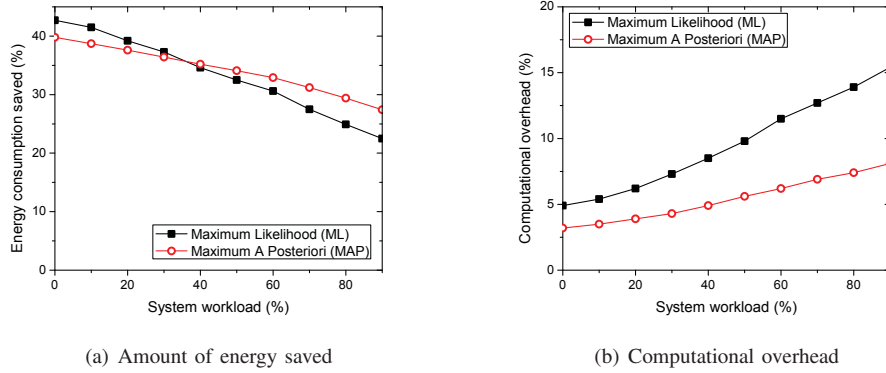 Energy consumption saved (%)
40
30
20
10
0
Maximum Likelihood (ML)
Maximum A Posteriori (MAP)
0 20 40 60 80
System workload (%)
(a) Amount of energy saved
Computational overhead (%)
20
15
10
5
0
Maximum Likelihood (ML)
Maximum A Posteriori (MAP)
0 20 40 60 80
System workload (%)
(b) Computational overhead